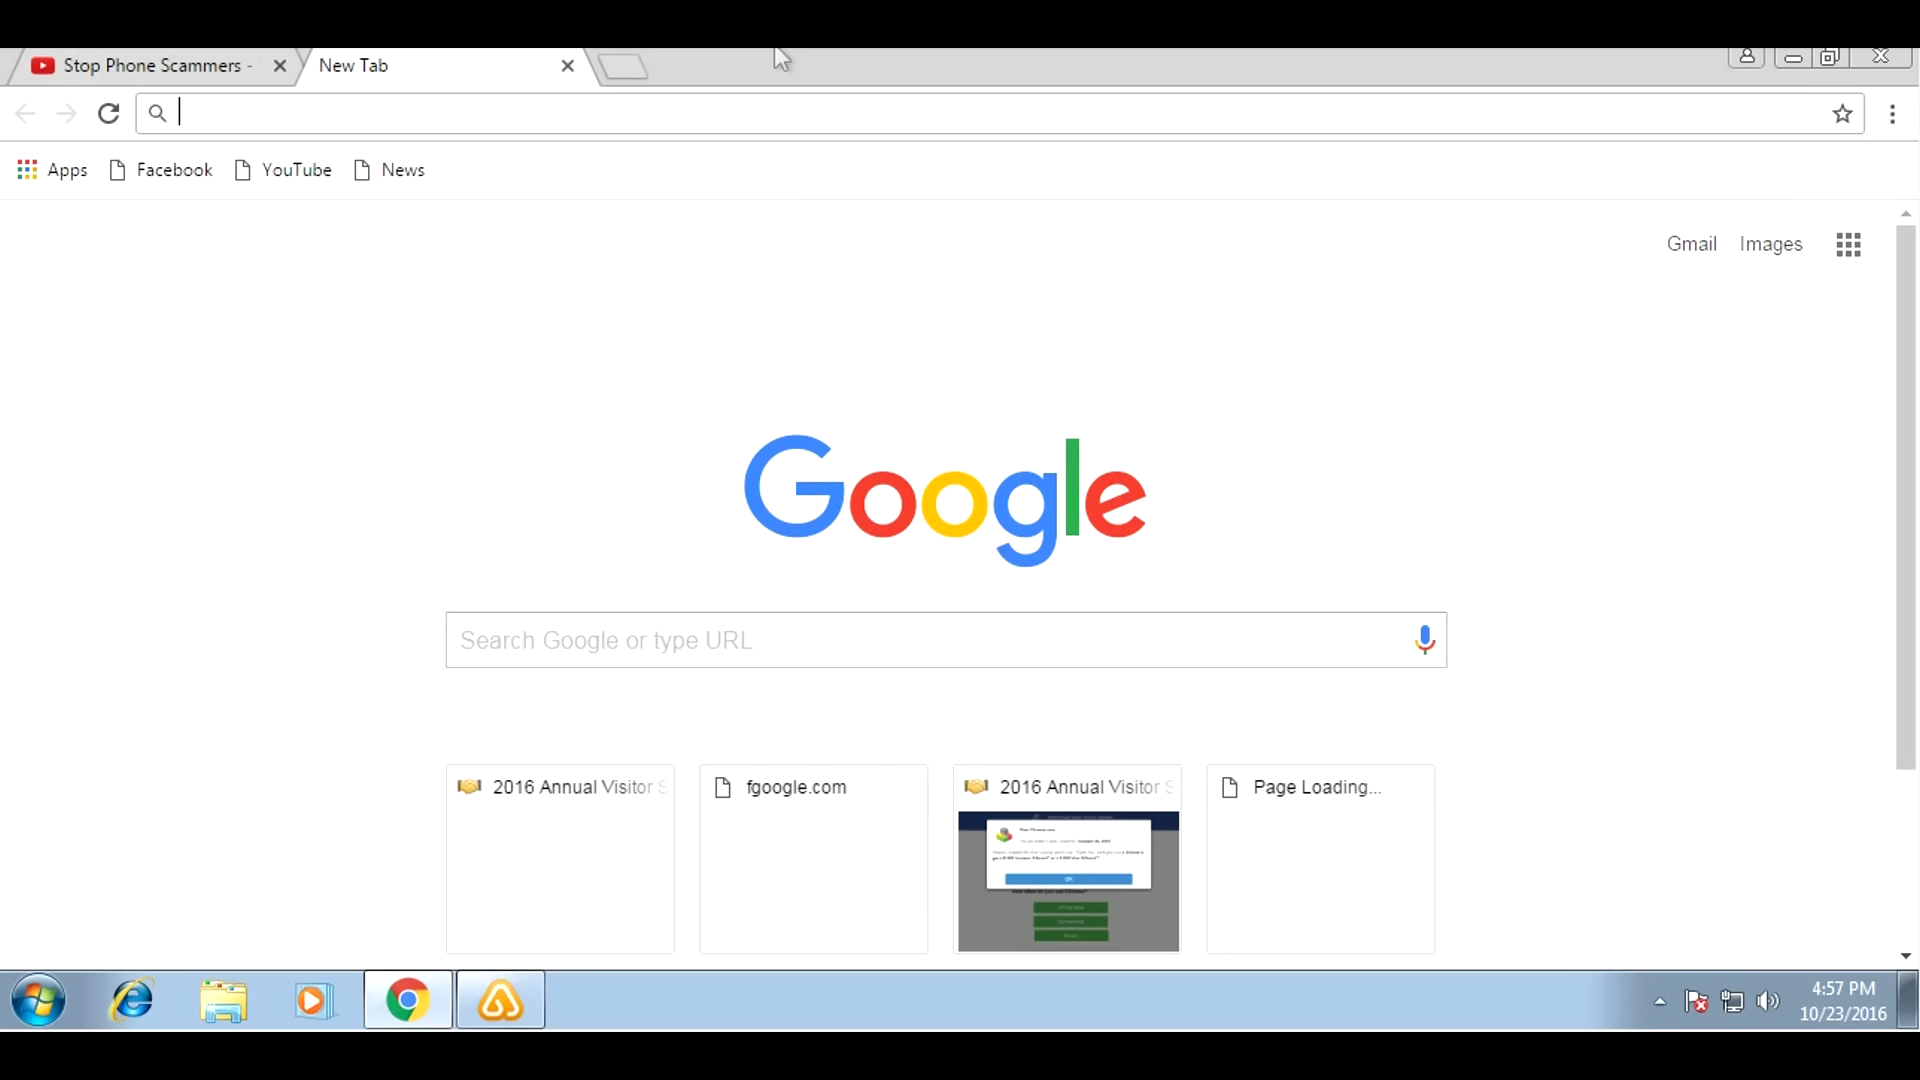 Stop Phone Scammers -
New Tab
Apps
Facebook
YouTube
News
Gmail
Images
Google
Search Google or type URL
2016 Annual Visitor S
fgoogle.com
2016 Annual Visitor S
Page Loading...
OK
4:57 PM
10/23/2016